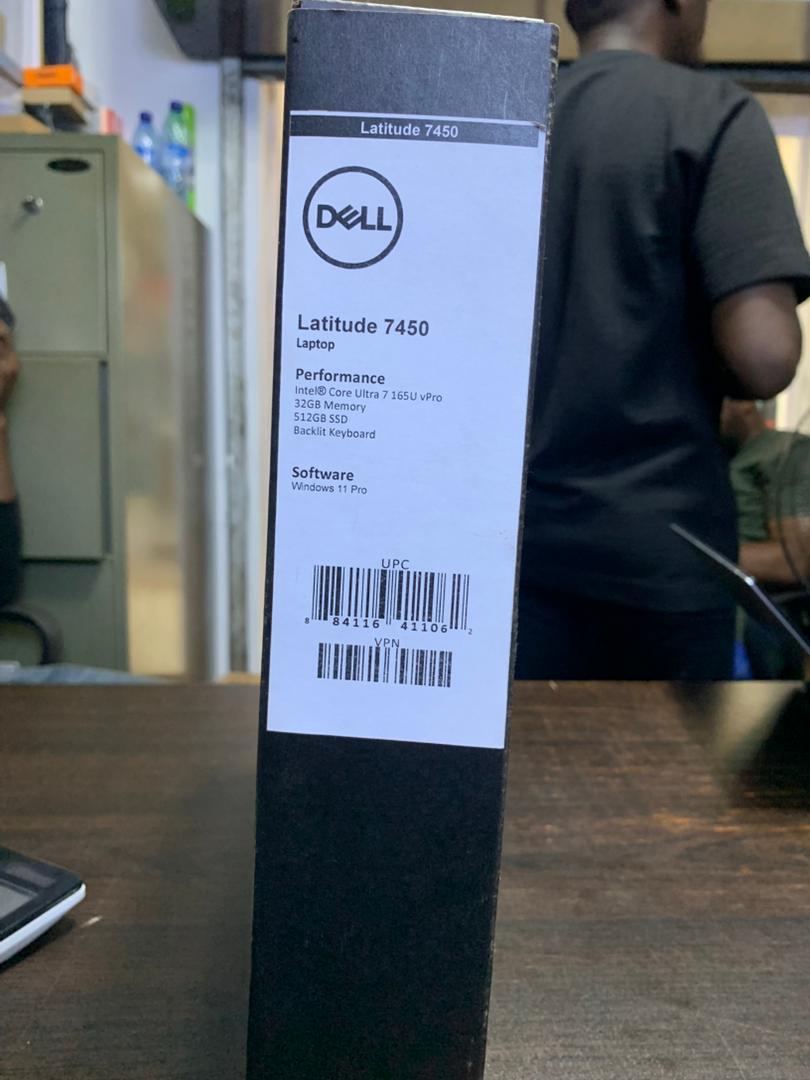 Latitude 7450
DELL
Latitude 7450
Laptop
Performance
Intel® Core Ultra 7 165U vPro
32GB Memory
512GB SSD
Backlit Keyboard
Software
Windows 11 Pro
UPC
8 84116 41106 2
VPN